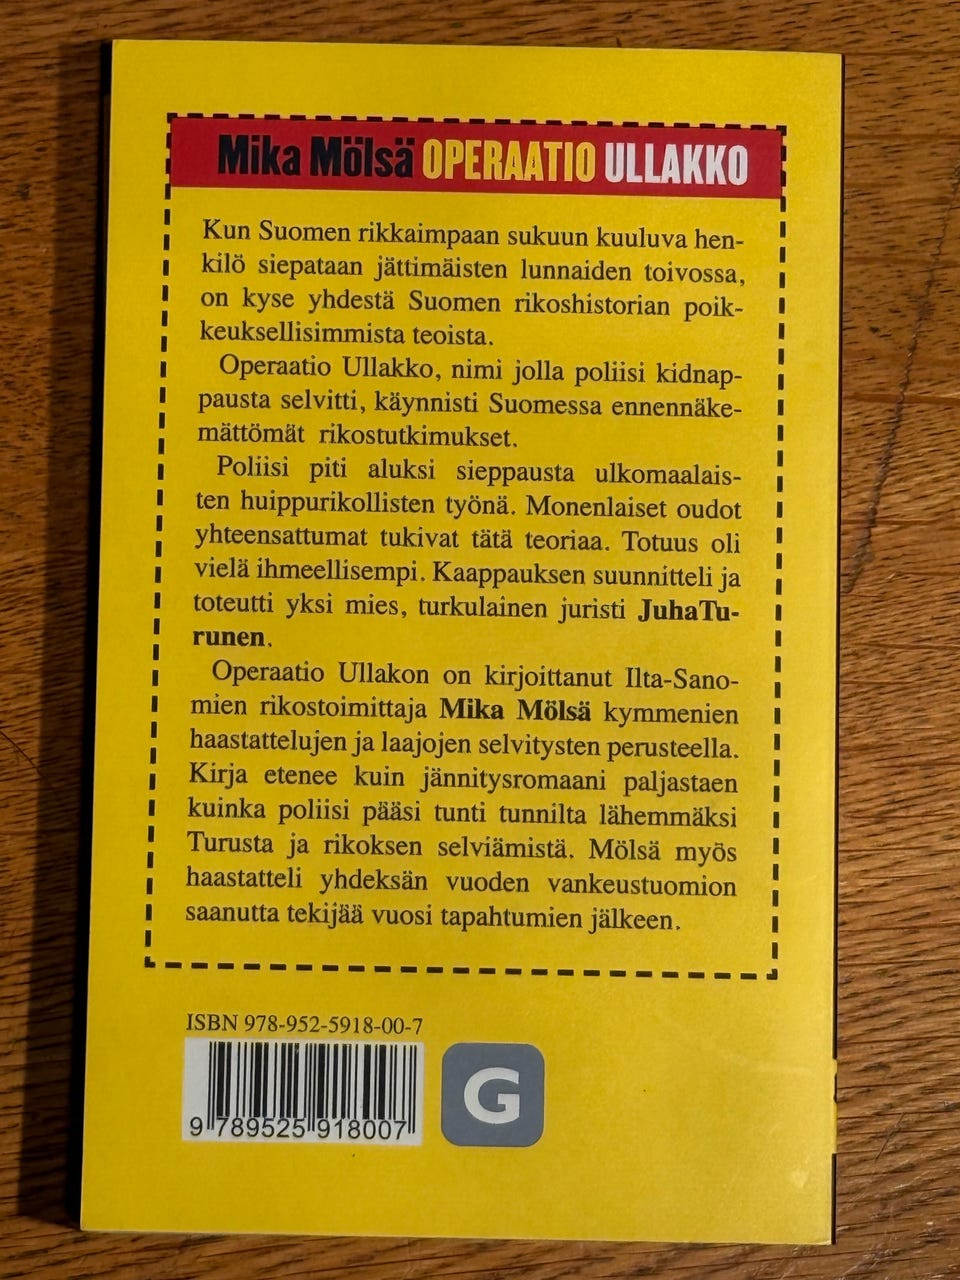 Mika Mölsä OPERAATIO ULLAKKO
Kun Suomen rikkaimpaan sukuun kuuluva hen-
kilö siepataan jättimäisten lunnaiden toivossa,
on kyse yhdestä Suomen rikoshistorian poik-
keuksellisimmista teoista.
Operaatio Ullakko, nimi jolla poliisi kidnap-
pausta selvitti, käynnisti Suomessa ennennäke-
mättömät rikostutkimukset.
Poliisi piti aluksi sieppausta ulkomaalais-
ten huippurikollisten työnä. Monenlaiset oudot
yhteensattumat tukivat tätä teoriaa. Totuus oli
vielä ihmeellisempi. Kaappauksen suunnitteli ja
toteutti yksi mies, turkulainen juristi JuhaTu-
runen.
Operaatio Ullakon on kirjoittanut Ilta-Sano-
mien rikostoimittaja Mika Mölsä kymmenien
haastattelujen ja laajojen selvitysten perusteella.
Kirja etenee kuin jännitysromaani paljastaen
kuinka poliisi pääsi tunti tunnilta lähemmäksi
Turusta ja rikoksen selviämistä. Mölsä myös
haastatteli yhdeksän vuoden vankeustuomion
saanutta tekijää vuosi tapahtumien jälkeen.
ISBN 978-952-5918-00-7
9 789525 918007
G